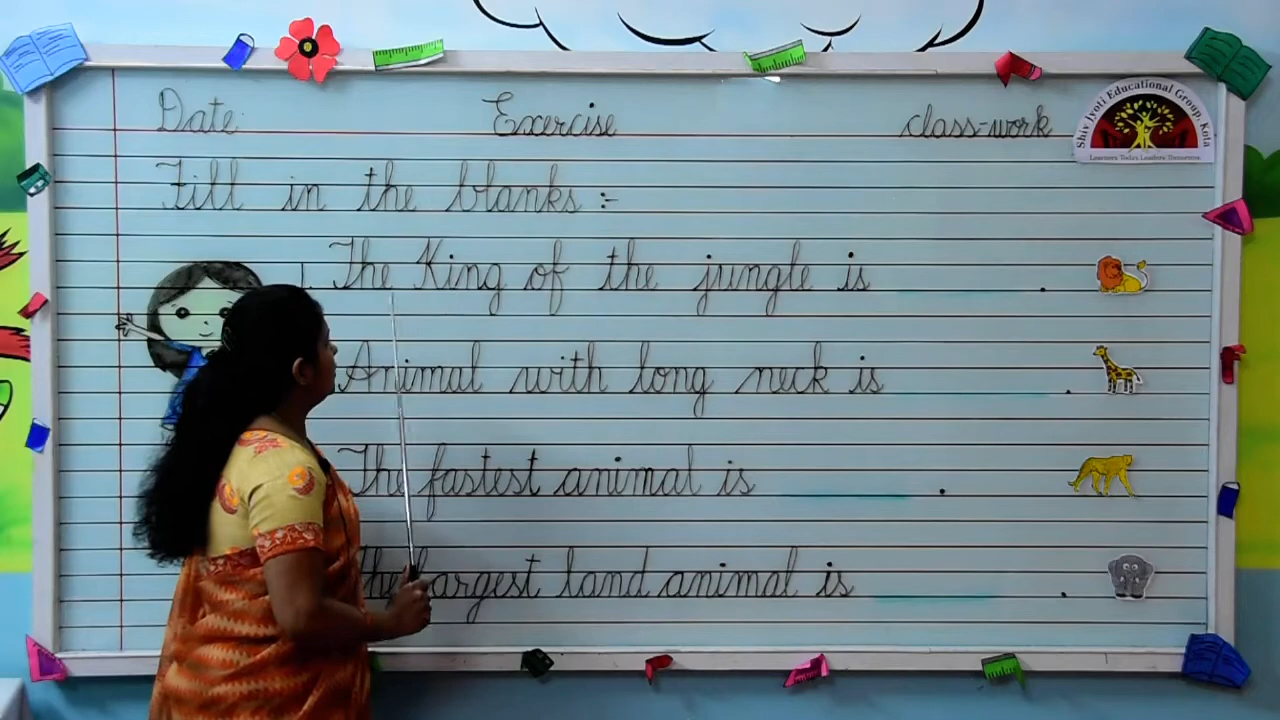 Date Exercise class-work
Shiv Jyoti Educational Group, Kota
Learners Today, Leaders Tomorrow.
Fill in the blanks :-
1. The King of the jungle is .
Animal with long neck is .
The fastest animal is .
The largest land animal is .